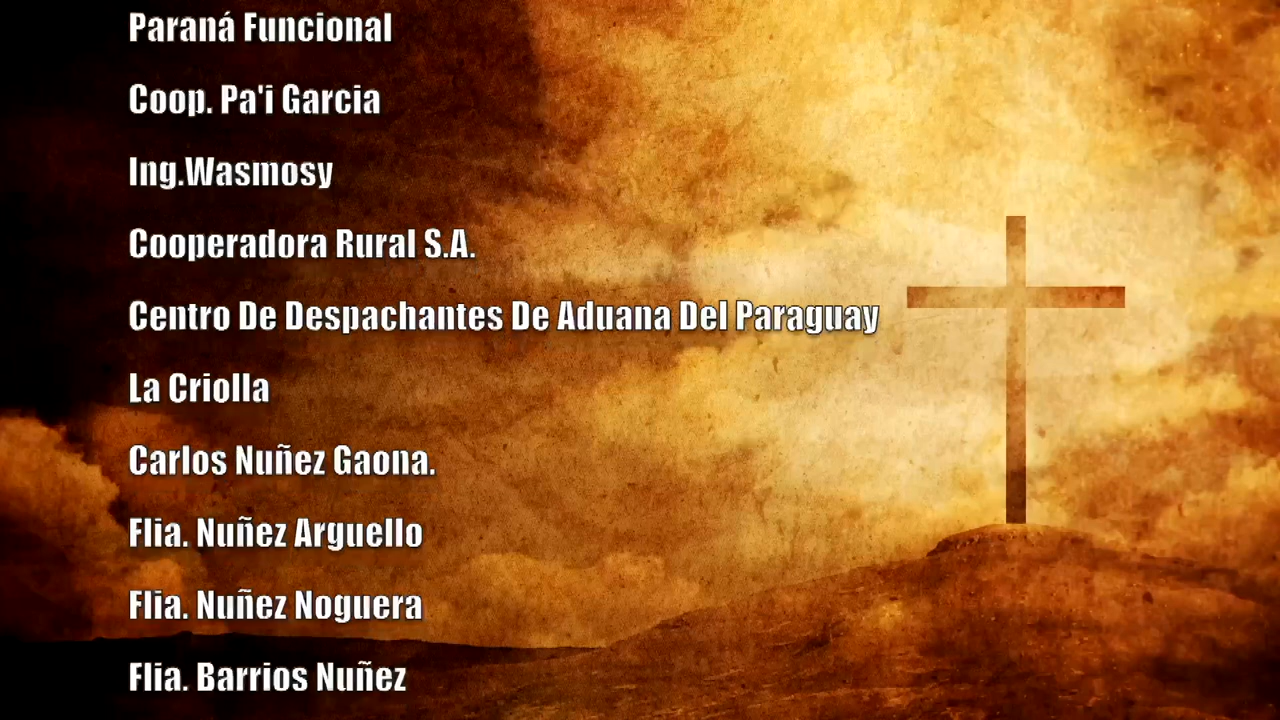 Paraná Funcional
Coop. Pa'i Garcia
Ing.Wasmosy
Cooperadora Rural S.A.
Centro De Despachantes De Aduana Del Paraguay
La Criolla
Carlos Nuñez Gaona.
Flia. Nuñez Arguello
Flia. Nuñez Noguera
Flia. Barrios Nuñez